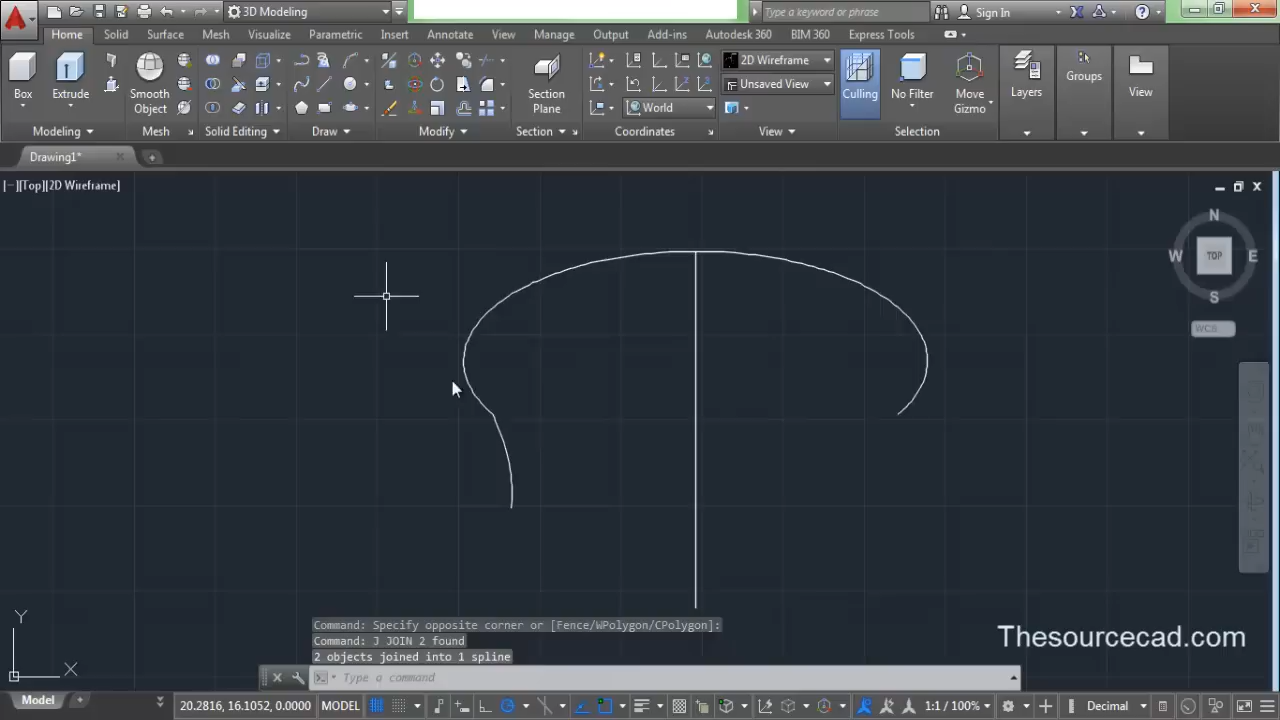 3D Modeling
Type a keyword or phrase
Sign In
Home Solid Surface Mesh Visualize Parametric Insert Annotate View Manage Output Add-ins Autodesk 360 BIM 360 Express Tools
Box
Extrude
Smooth Object
Section Plane
2D Wireframe
Unsaved View
World
Culling
No Filter
Move Gizmo
Layers
Groups
View
Modeling Mesh Solid Editing Draw Modify Section Coordinates View Selection
Drawing1*
[−][Top][2D Wireframe]
N
W TOP E
S
WCS
Y
X
Command: Specify opposite corner or [Fence/WPolygon/CPolygon]:
Command: J JOIN 2 found
2 objects joined into 1 spline
Thesourcecad.com
Type a command
Model
20.2816, 16.1052, 0.0000 MODEL 1:1 / 100% Decimal